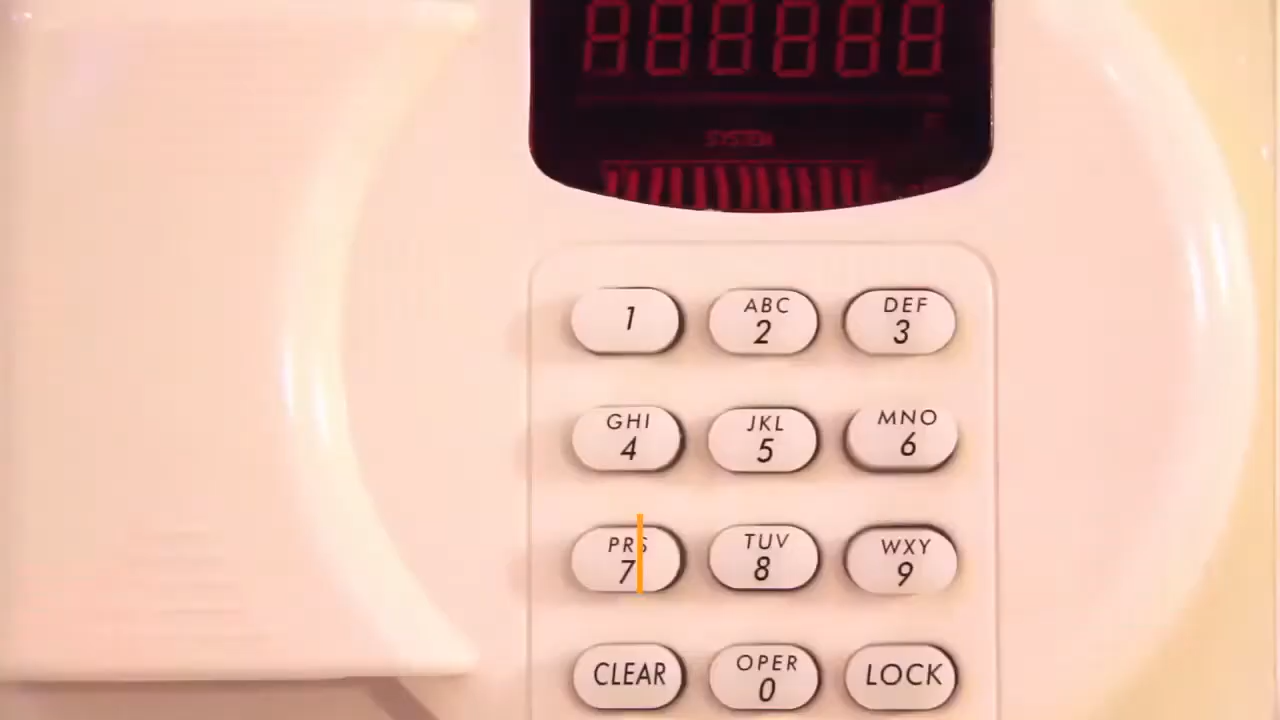 888888
SYSTEM
1 ABC DEF
2 3
GHI JKL MNO
4 5 6
PRS TUV WXY
7 8 9
CLEAR OPER LOCK
0